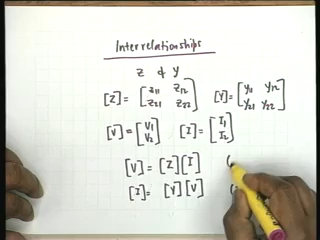 Interrelationships
Z & Y
[Z] = [Z11 Z12 Z21 Z22] [Y] = [Y11 Y12 Y21 Y22]
[V] = [V1 V2] [I] = [I1 I2]
[V] = [Z][I] (
[I] = [Y][V]